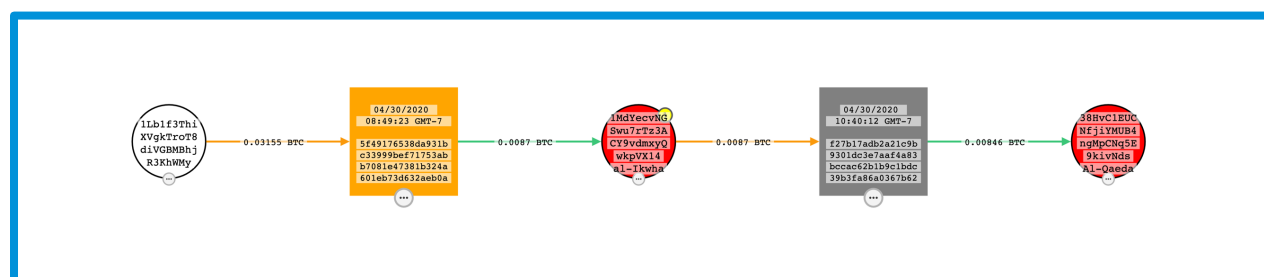 1Lb1f3Thi
XVgkTroT8
diVGBMBhj
R3KhWMy
0.03155 BTC
04/30/2020
08:49:23 GMT-7
5f49176538da931b
c33999bef71753ab
b7081e47381b324a
601eb73d632aeb0a
0.0087 BTC
1MdYecvNG
Swu7rTz3A
CY9vdmxyQ
wkpVX14
al-Ikwha
0.0087 BTC
04/30/2020
10:40:12 GMT-7
f27b17adb2a21c9b
9301dc3e7aaf4a83
bccac62b1b9c1bdc
39b3fa86a0367b62
0.00846 BTC
38HvC1EUC
NfjiYMUB4
ngMpCNq5E
9kivNds
Al-Qaeda